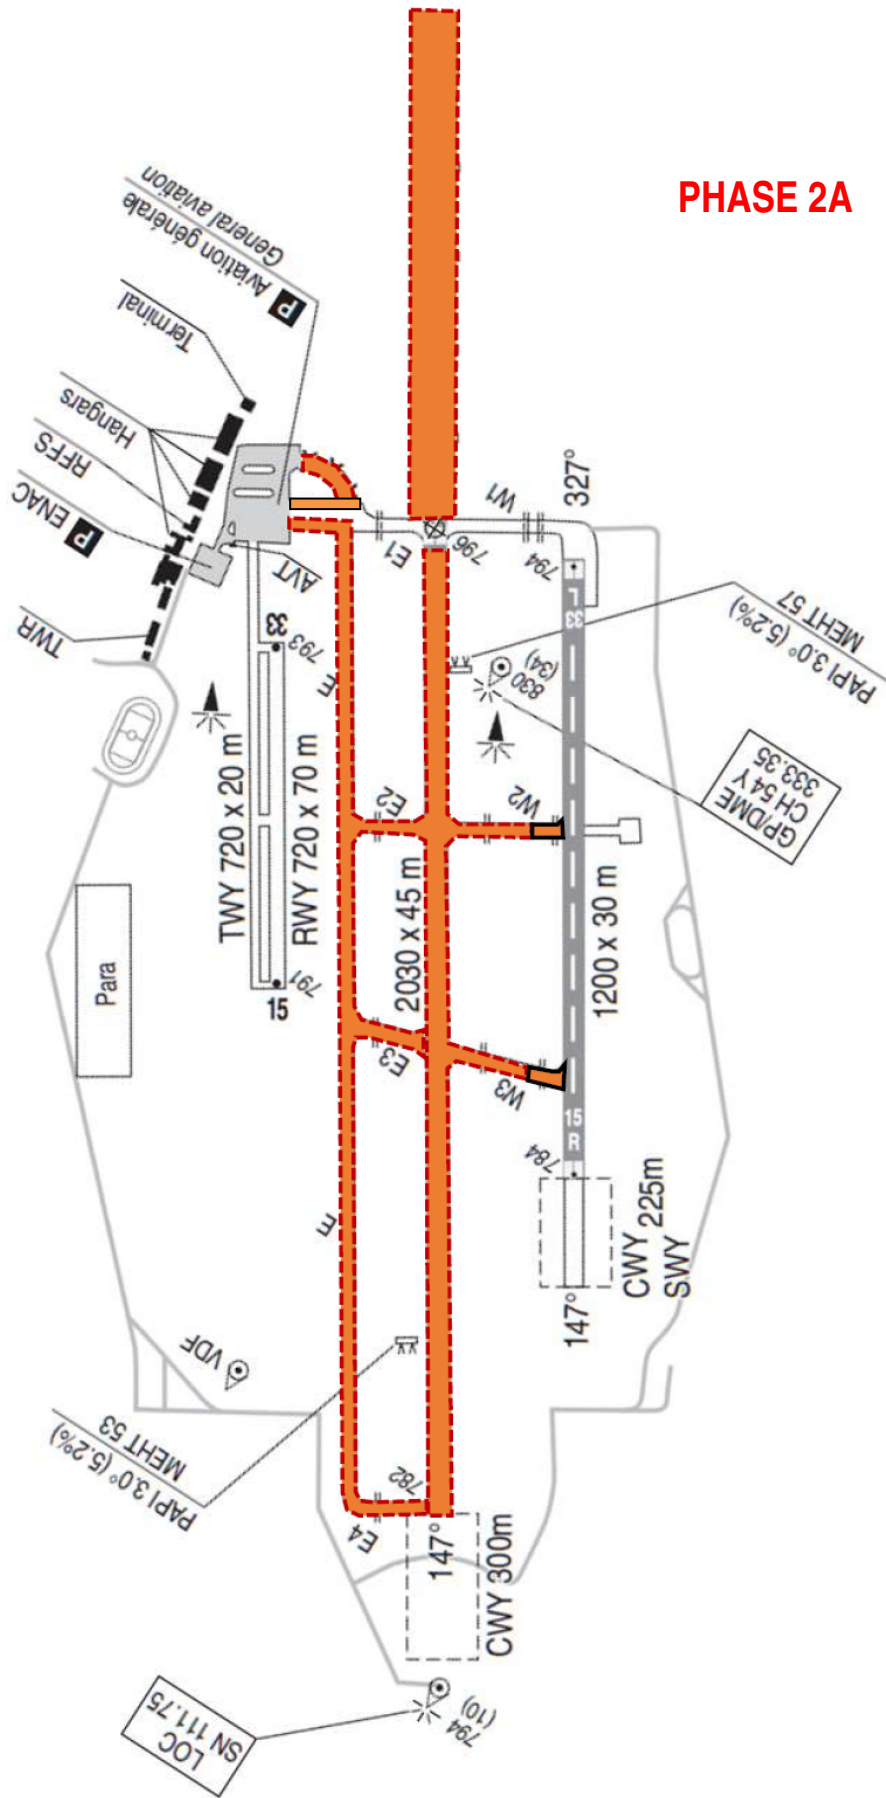 PHASE 2A
Aviation générale
General aviation
P
Terminal
Hangars
RFFS
P ENAC
TWR
AVT
E1
W1
327°
796
794
33
L
33
793
E
PAPI 3.0° (5.2%)
MEHT 57
830
(34)
GP/DME
CH 54 Y
333.35
TWY 720 x 20 m
RWY 720 x 70 m
E2
W2
2030 x 45 m
1200 x 30 m
Para
791
15
E3
W3
15
R
784
E
CWY 225m
SWY
147°
VDF
PAPI 3.0° (5.2%)
MEHT 53
782
E4
147°
CWY 300m
794
(10)
LOC
SN 111.75